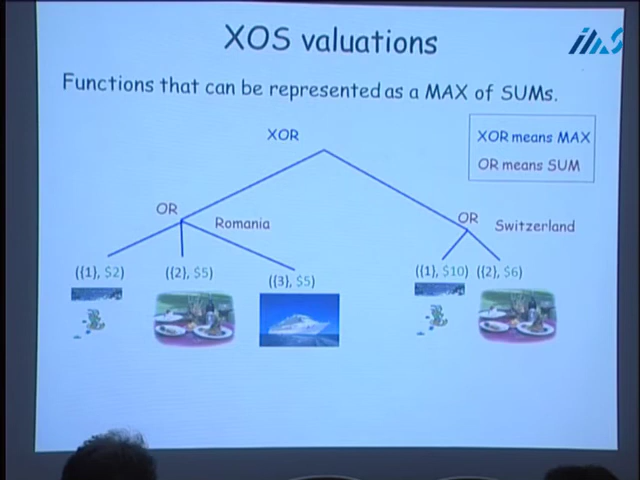 XOS valuations
IMS
Functions that can be represented as a MAX of SUMs.
XOR
XOR means MAX
OR means SUM
OR
Romania
OR
Switzerland
({1}, $2)
({2}, $5)
({3}, $5)
({1}, $10)
({2}, $6)